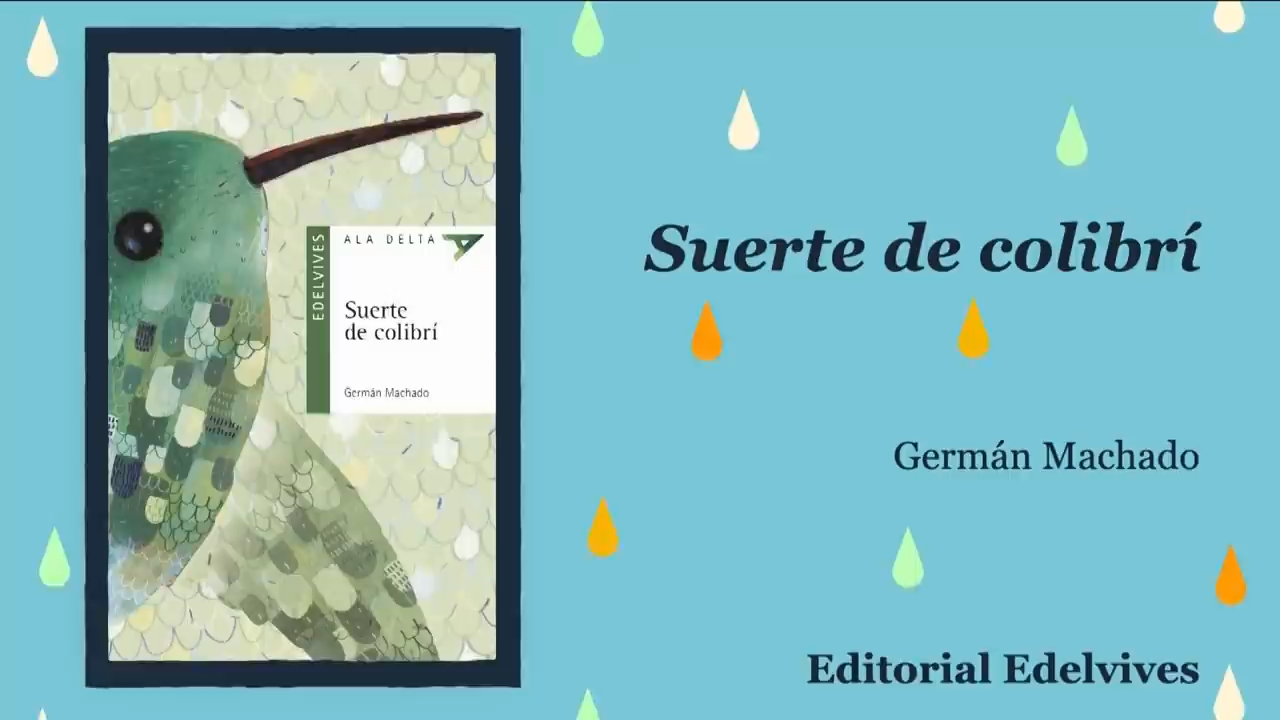 EDELVIVES
ALA DELTA
Suerte
de colibrí
Germán Machado
Suerte de colibrí
Germán Machado
Editorial Edelvives